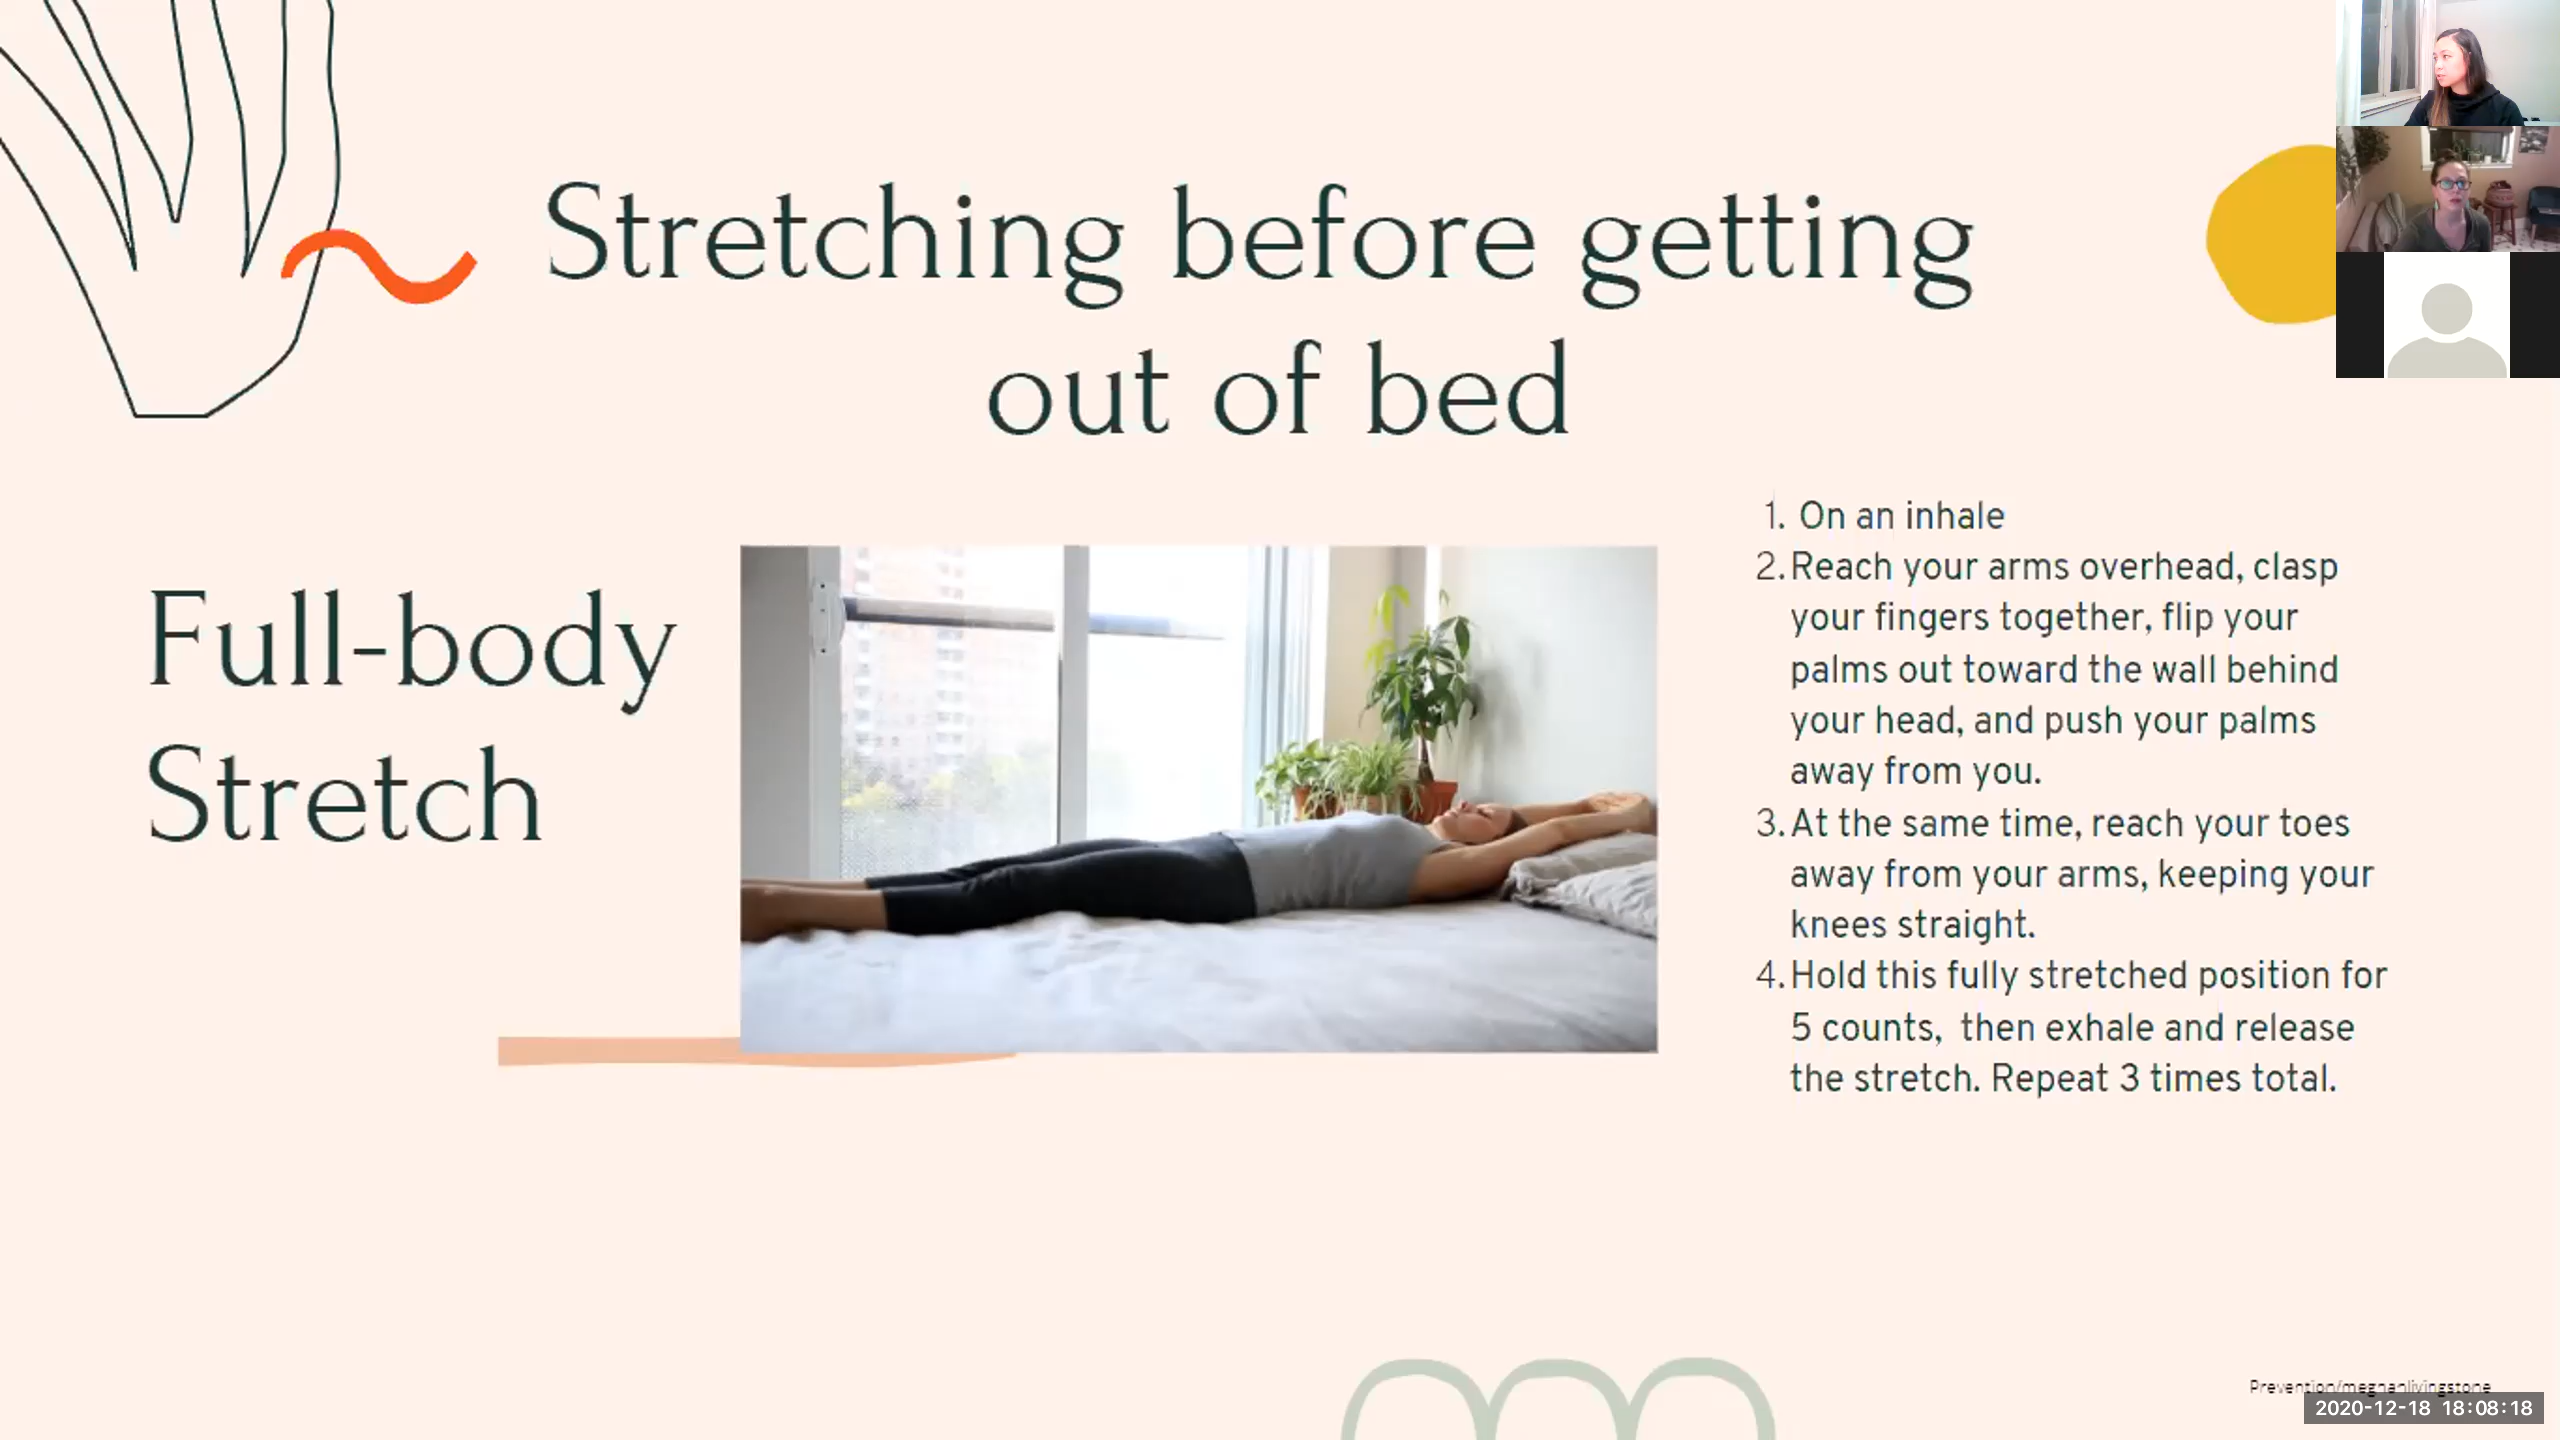 Stretching before getting
out of bed
Full-body
Stretch
1. On an inhale
2. Reach your arms overhead, clasp
your fingers together, flip your
palms out toward the wall behind
your head, and push your palms
away from you.
3. At the same time, reach your toes
away from your arms, keeping your
knees straight.
4. Hold this fully stretched position for
5 counts, then exhale and release
the stretch. Repeat 3 times total.
Prevention/meghanlivingstone
2020-12-18 18:08:18